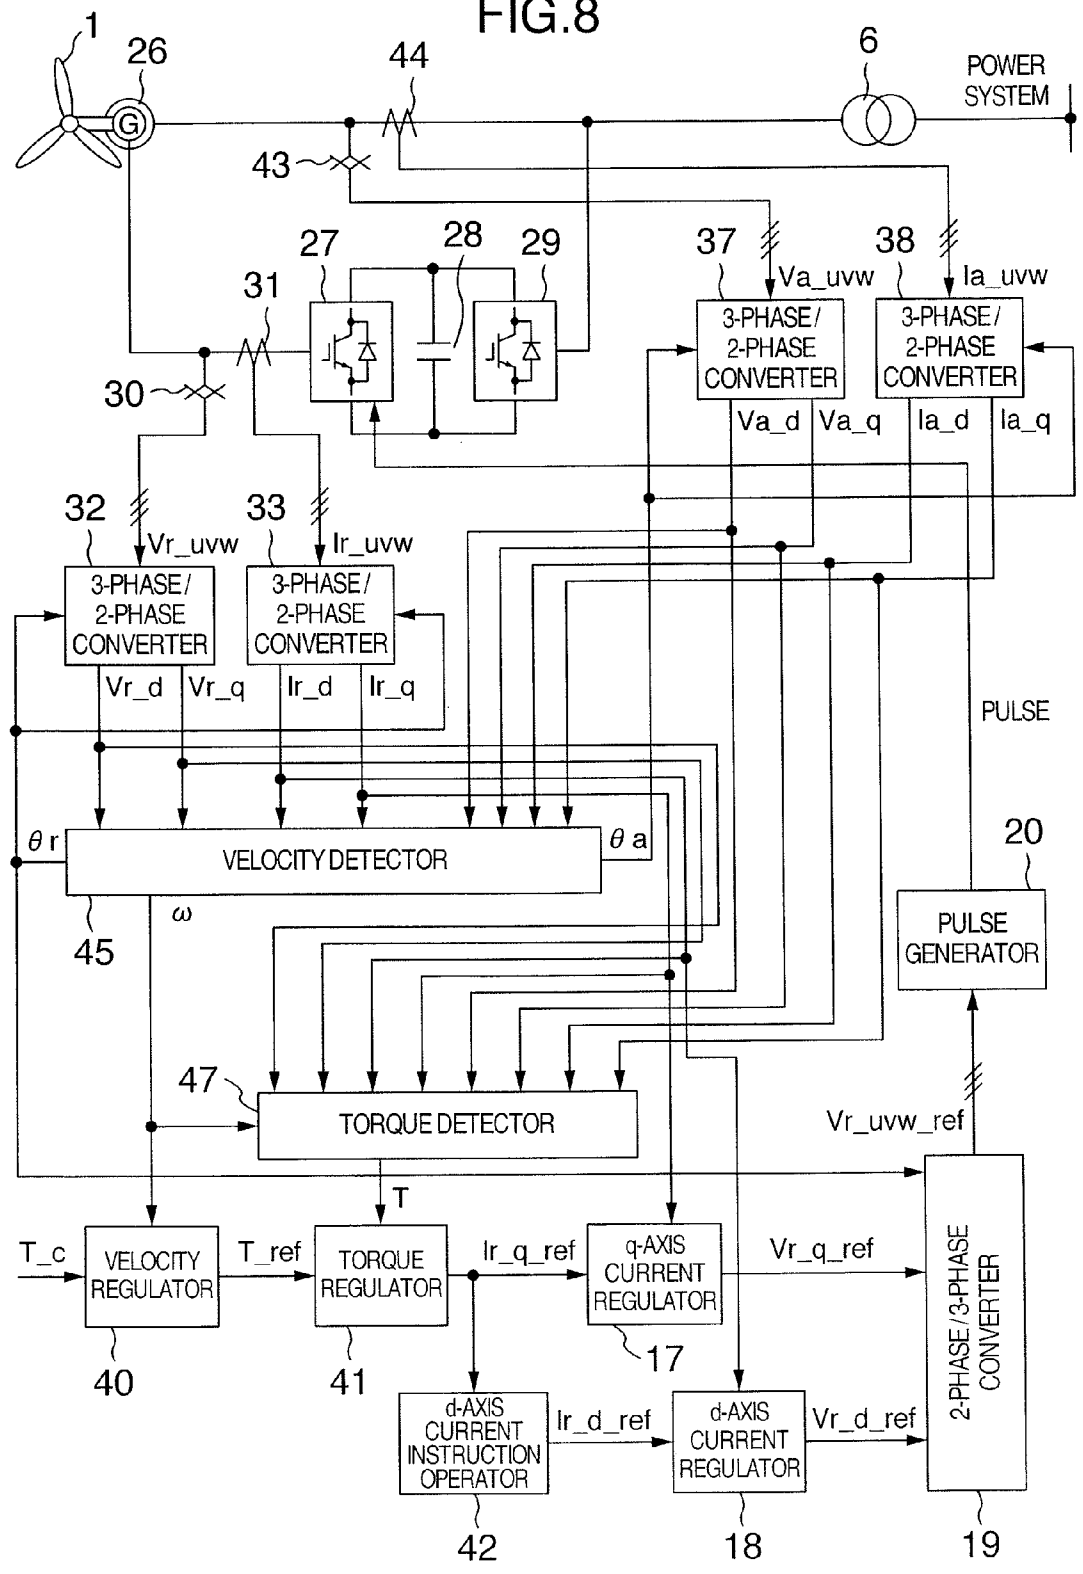 FIG.8
1
26
44
6
POWER
SYSTEM
G
43
27
28
29
37
38
31
Va_uvw
Ia_uvw
3-PHASE/
2-PHASE
CONVERTER
3-PHASE/
2-PHASE
CONVERTER
30
Va_d
Va_q
Ia_d
Ia_q
32
33
Vr_uvw
Ir_uvw
3-PHASE/
2-PHASE
CONVERTER
3-PHASE/
2-PHASE
CONVERTER
Vr_d
Vr_q
Ir_d
Ir_q
PULSE
θr
VELOCITY DETECTOR
θa
20
45
ω
PULSE
GENERATOR
47
TORQUE DETECTOR
Vr_uvw_ref
T
T_c
VELOCITY
REGULATOR
T_ref
TORQUE
REGULATOR
Ir_q_ref
q-AXIS
CURRENT
REGULATOR
Vr_q_ref
2-PHASE/3-PHASE
CONVERTER
40
41
17
d-AXIS
CURRENT
INSTRUCTION
OPERATOR
Ir_d_ref
d-AXIS
CURRENT
REGULATOR
Vr_d_ref
42
18
19